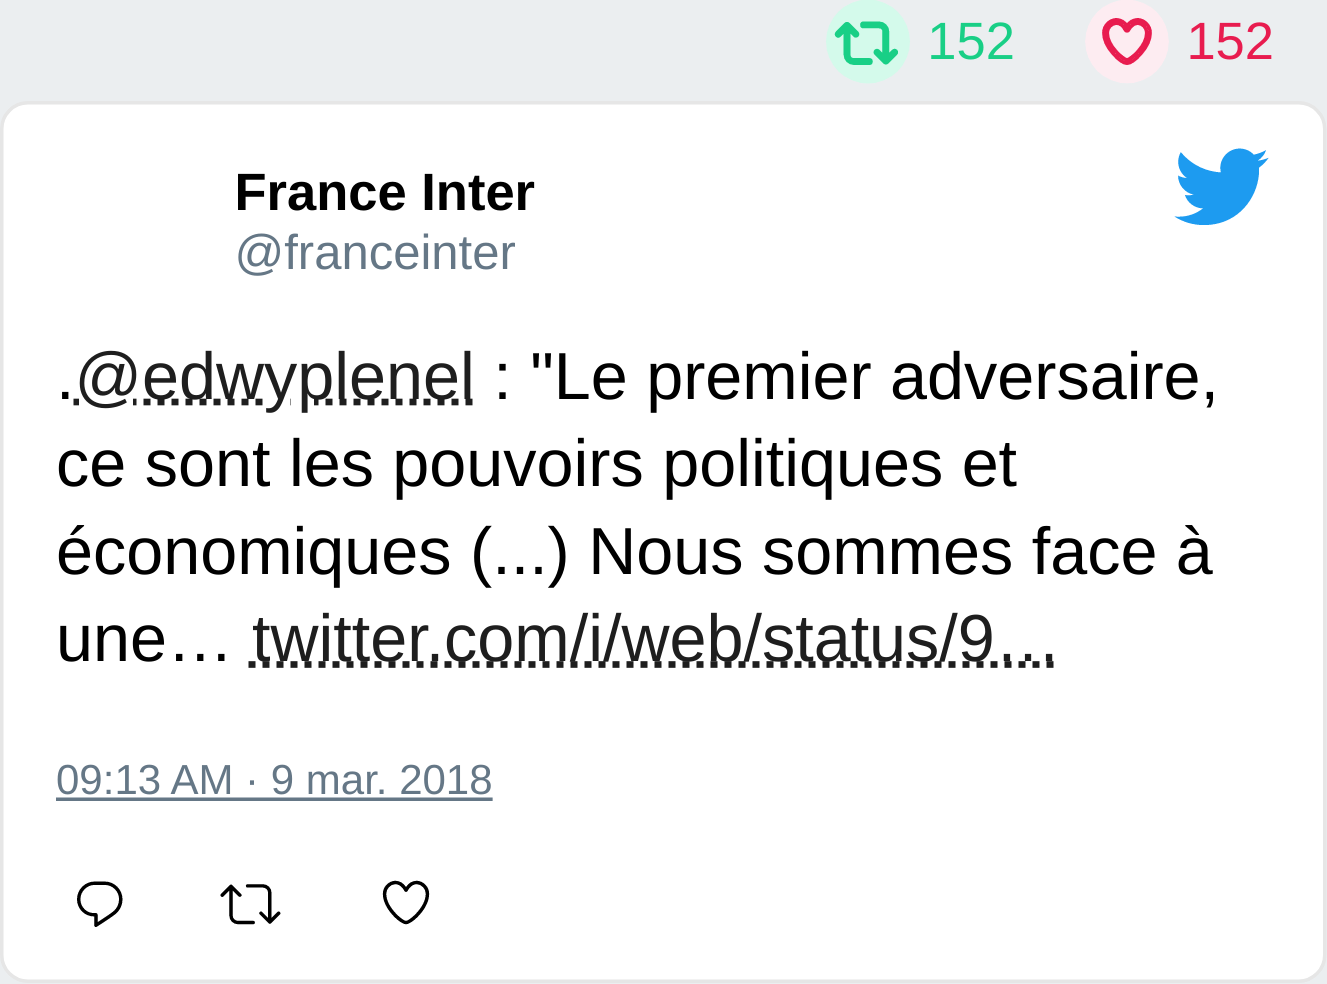 152 152
France Inter
@franceinter
.@edwyplenel : "Le premier adversaire,
ce sont les pouvoirs politiques et
économiques (...) Nous sommes face à
une… twitter.com/i/web/status/9…
09:13 AM · 9 mar. 2018